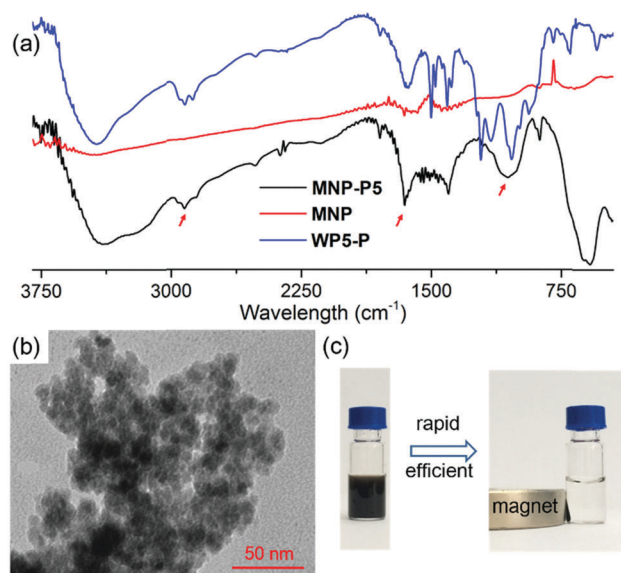 (a)
MNP-P5
MNP
WP5-P
3750 3000 2250 1500 750
Wavelength (cm⁻¹)
(b)
50 nm
(c)
rapid
efficient
magnet